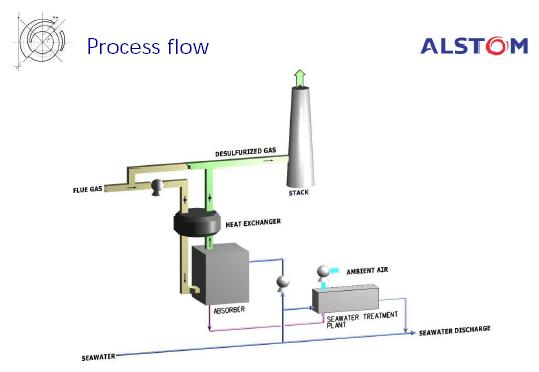 Process flow
ALSTOM
DESULFURIZED GAS
FLUE GAS
STACK
HEAT EXCHANGER
AMBIENT AIR
ABSORBER
SEAWATER TREATMENT
PLANT
SEAWATER DISCHARGE
SEAWATER